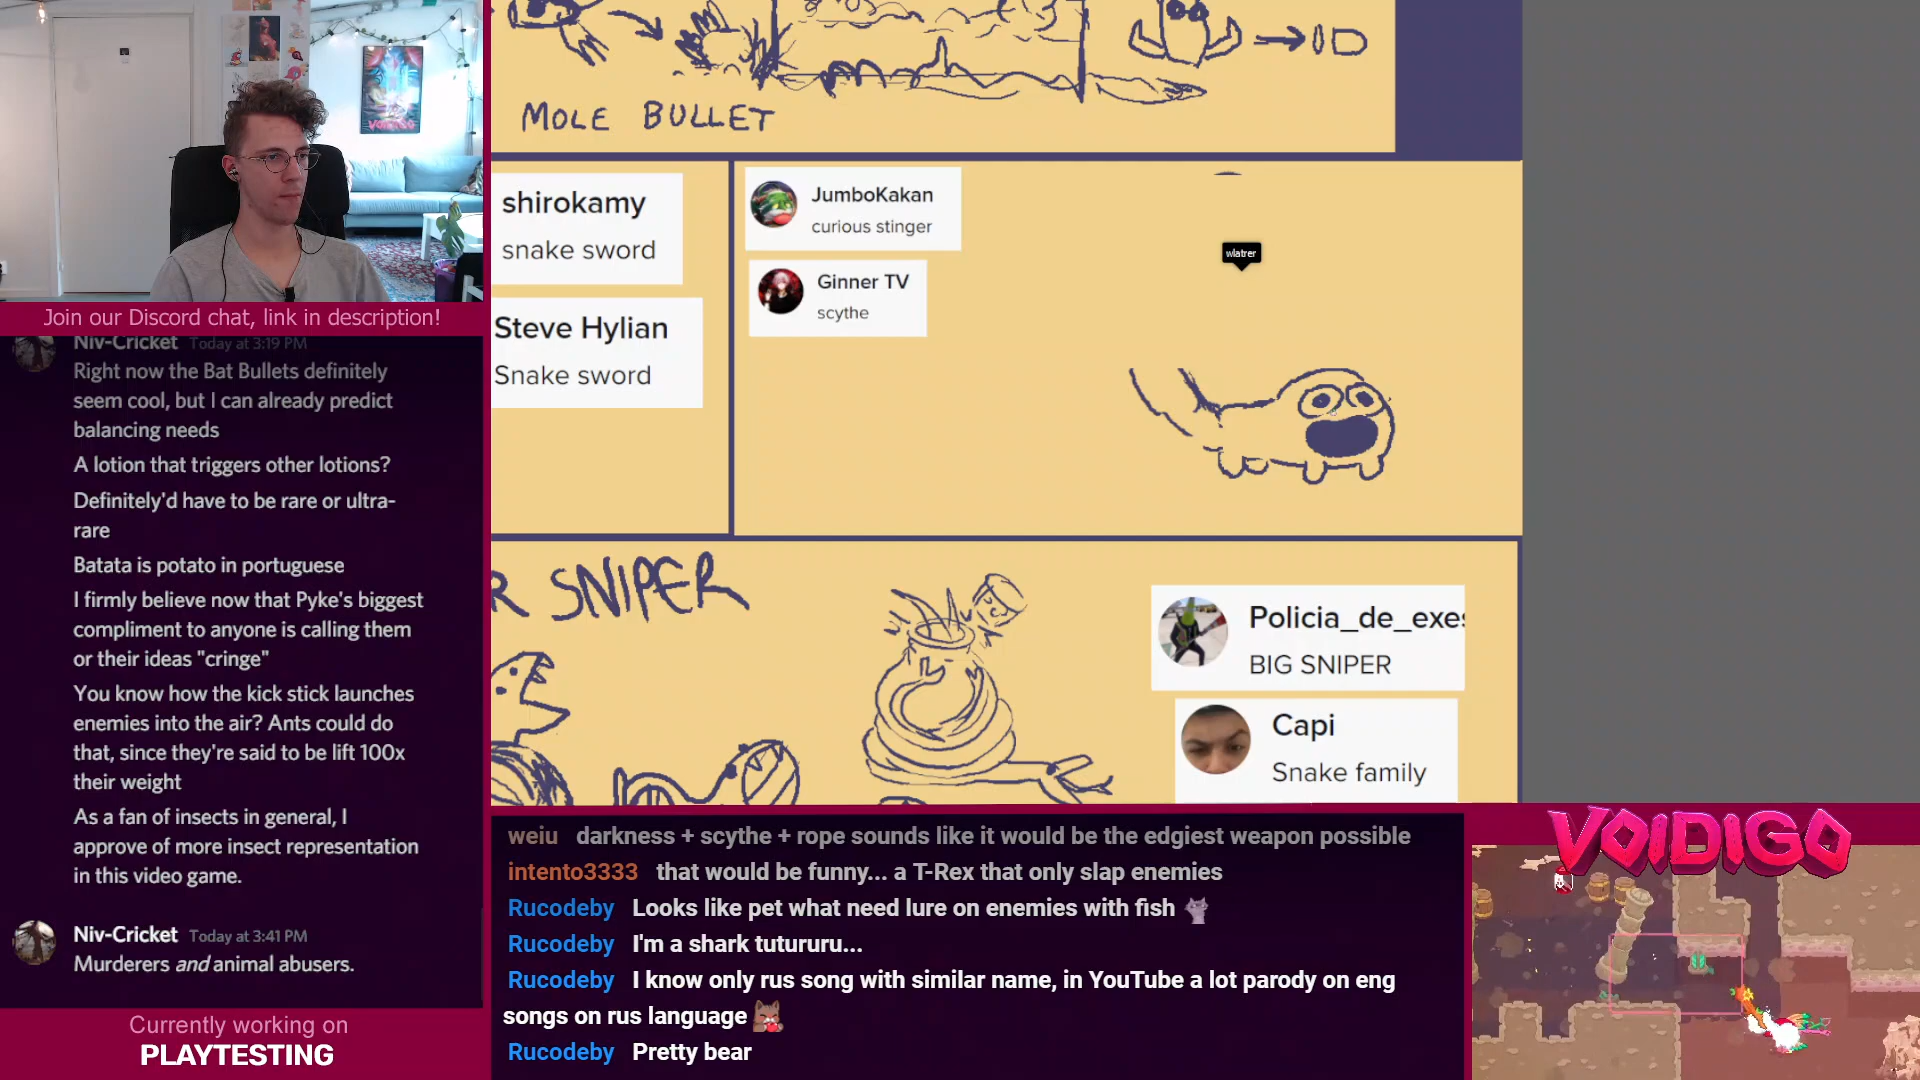 VOIDIGO
Join our Discord chat, link in description!
Niv-Cricket Today at 3:19 PM
Right now the Bat Bullets definitely
seem cool, but I can already predict
balancing needs
A lotion that triggers other lotions?
Definitely'd have to be rare or ultra-
rare
Batata is potato in portuguese
I firmly believe now that Pyke's biggest
compliment to anyone is calling them
or their ideas "cringe"
You know how the kick stick launches
enemies into the air? Ants could do
that, since they're said to be lift 100x
their weight
As a fan of insects in general, I
approve of more insect representation
in this video game.
Niv-Cricket Today at 3:41 PM
Murderers and animal abusers.
Currently working on
PLAYTESTING
MOLE BULLET
shirokamy
snake sword
Steve Hylian
Snake sword
JumboKakan
curious stinger
Ginner TV
scythe
wlatrer
R SNIPER
Policia_de_exes
BIG SNIPER
Capi
Snake family
weiu darkness + scythe + rope sounds like it would be the edgiest weapon possible
intento3333 that would be funny... a T-Rex that only slap enemies
Rucodeby Looks like pet what need lure on enemies with fish
Rucodeby I'm a shark tutururu...
Rucodeby I know only rus song with similar name, in YouTube a lot parody on eng
songs on rus language
Rucodeby Pretty bear
VOIDIGO